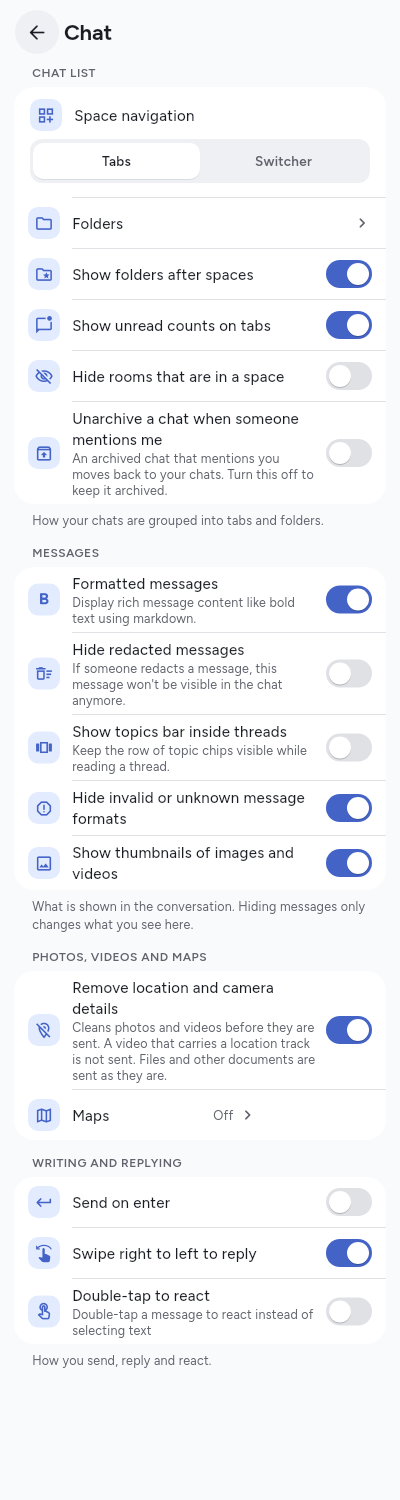 Chat
CHAT LIST
Space navigation
Tabs
Switcher
Folders
Show folders after spaces
Show unread counts on tabs
Hide rooms that are in a space
Unarchive a chat when someone
mentions me
An archived chat that mentions you
moves back to your chats. Turn this off to
keep it archived.
How your chats are grouped into tabs and folders.
MESSAGES
B
Formatted messages
Display rich message content like bold
text using markdown.
Hide redacted messages
If someone redacts a message, this
message won't be visible in the chat
anymore.
Show topics bar inside threads
Keep the row of topic chips visible while
reading a thread.
Hide invalid or unknown message
formats
Show thumbnails of images and
videos
What is shown in the conversation. Hiding messages only
changes what you see here.
PHOTOS, VIDEOS AND MAPS
Remove location and camera
details
Cleans photos and videos before they are
sent. A video that carries a location track
is not sent. Files and other documents are
sent as they are.
Maps
Off
WRITING AND REPLYING
Send on enter
Swipe right to left to reply
Double-tap to react
Double-tap a message to react instead of
selecting text
How you send, reply and react.